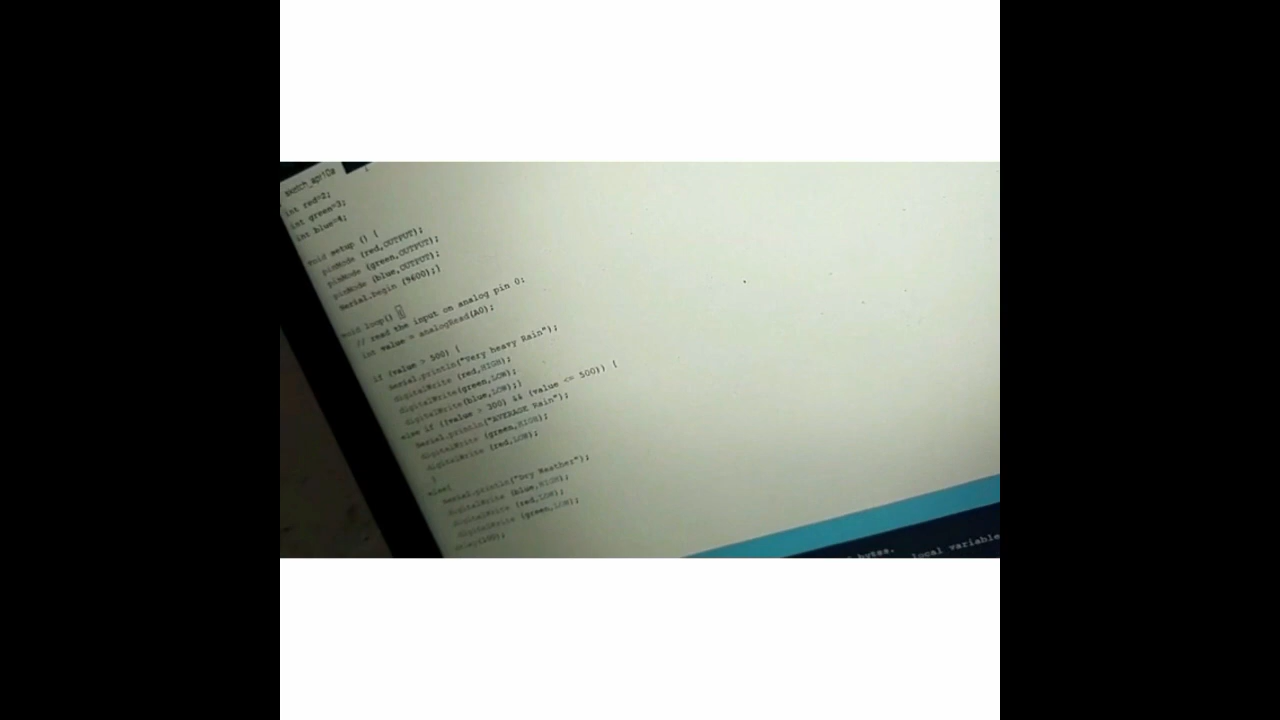 sketch_apr10a
int red=2;
int green=3;
int blue=4;
void setup () {
pinMode (red,OUTPUT);
pinMode (green,OUTPUT);
pinMode (blue,OUTPUT);
Serial.begin (9600);}
void loop() {
// read the input on analog pin 0:
int value = analogRead(A0);
if (value > 500) {
Serial.println("Very heavy Rain");
digitalWrite (red,HIGH);
digitalWrite(green,LOW);
digitalWrite(blue,LOW);}
else if ((value > 300) && (value <= 500)) {
Serial.println("AVERAGE Rain");
digitalWrite (green,HIGH);
digitalWrite (red,LOW);
}
else{
Serial.println("Dry Weather");
digitalWrite (blue,HIGH);
digitalWrite (red,LOW);
digitalWrite (green,LOW);
bytes.
local variable